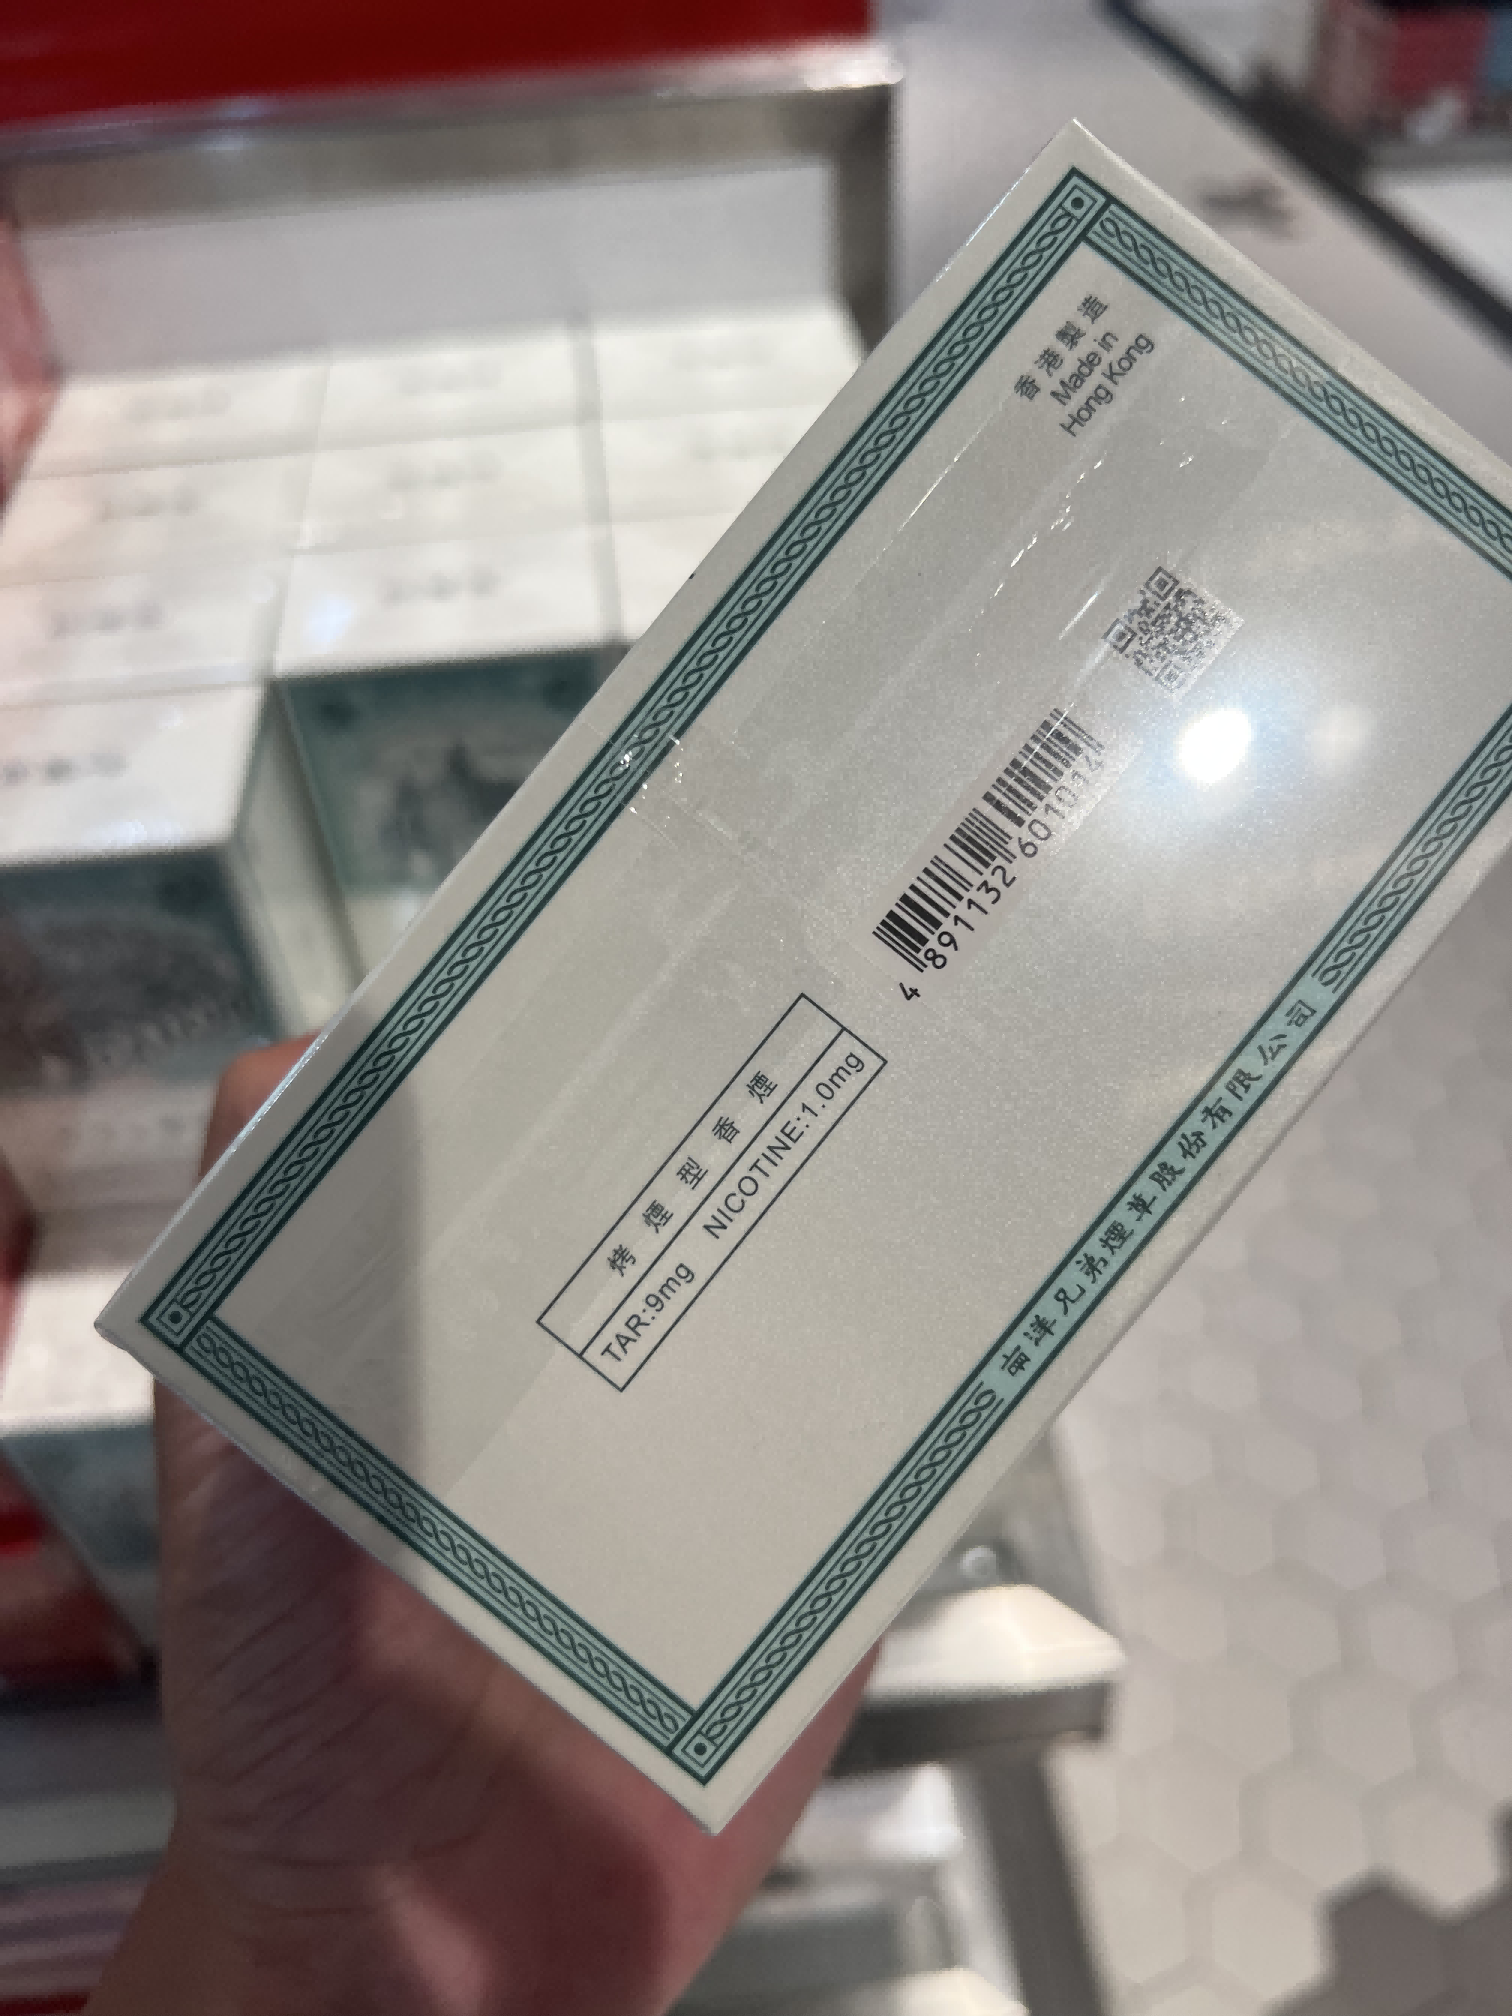 香港製造
Made in
Hong Kong
4 891132 601014
烤煙型香煙
TAR:9mg NICOTINE:1.0mg
南洋兄弟煙草股份有限公司